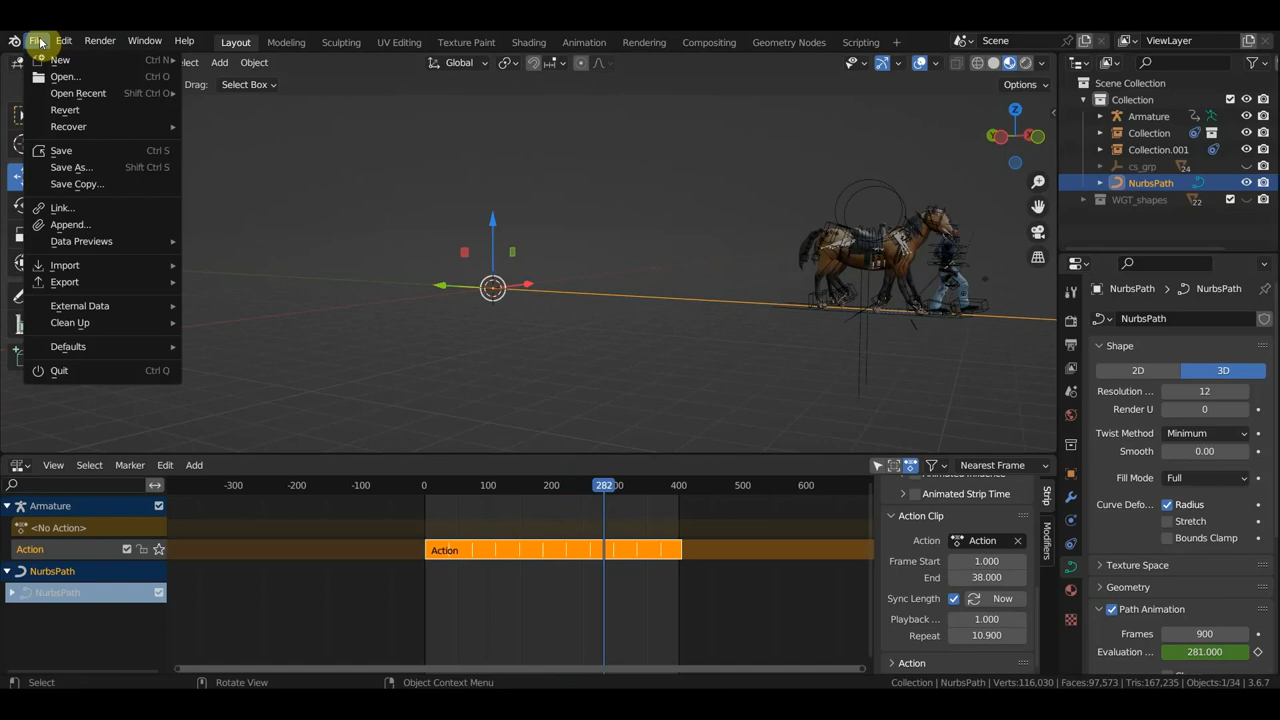 File Edit Render Window Help Layout Modeling Sculpting UV Editing Texture Paint Shading Animation Rendering Compositing Geometry Nodes Scripting + Scene ViewLayer
New Ctrl N
Open... Ctrl O
Open Recent Shift Ctrl O
Revert
Recover
Save Ctrl S
Save As... Shift Ctrl S
Save Copy...
Link...
Append...
Data Previews
Import
Export
External Data
Clean Up
Defaults
Quit Ctrl Q
Add Object Global
Drag: Select Box Options
Z
Scene Collection
Collection
Armature
Collection
Collection.001
cs_grp 24
NurbsPath
WGT_shapes 22
NurbsPath NurbsPath
NurbsPath
Shape
2D 3D
Resolution ... 12
Render U 0
Twist Method Minimum
Smooth 0.00
Fill Mode Full
Curve Defo... Radius
Stretch
Bounds Clamp
Texture Space
Geometry
Path Animation
Frames 900
Evaluation ... 281.000
View Select Marker Edit Add Nearest Frame
-300 -200 -100 0 100 200 282 400 500 600
Armature
<No Action>
Action Action
NurbsPath
NurbsPath
Animated Strip Time
Action Clip
Action Action
Frame Start 1.000
End 38.000
Sync Length Now
Playback ... 1.000
Repeat 10.900
Action
Strip
Modifiers
Select Rotate View Object Context Menu Collection | NurbsPath | Verts:116,030 | Faces:97,573 | Tris:167,235 | Objects:1/34 | 3.6.7